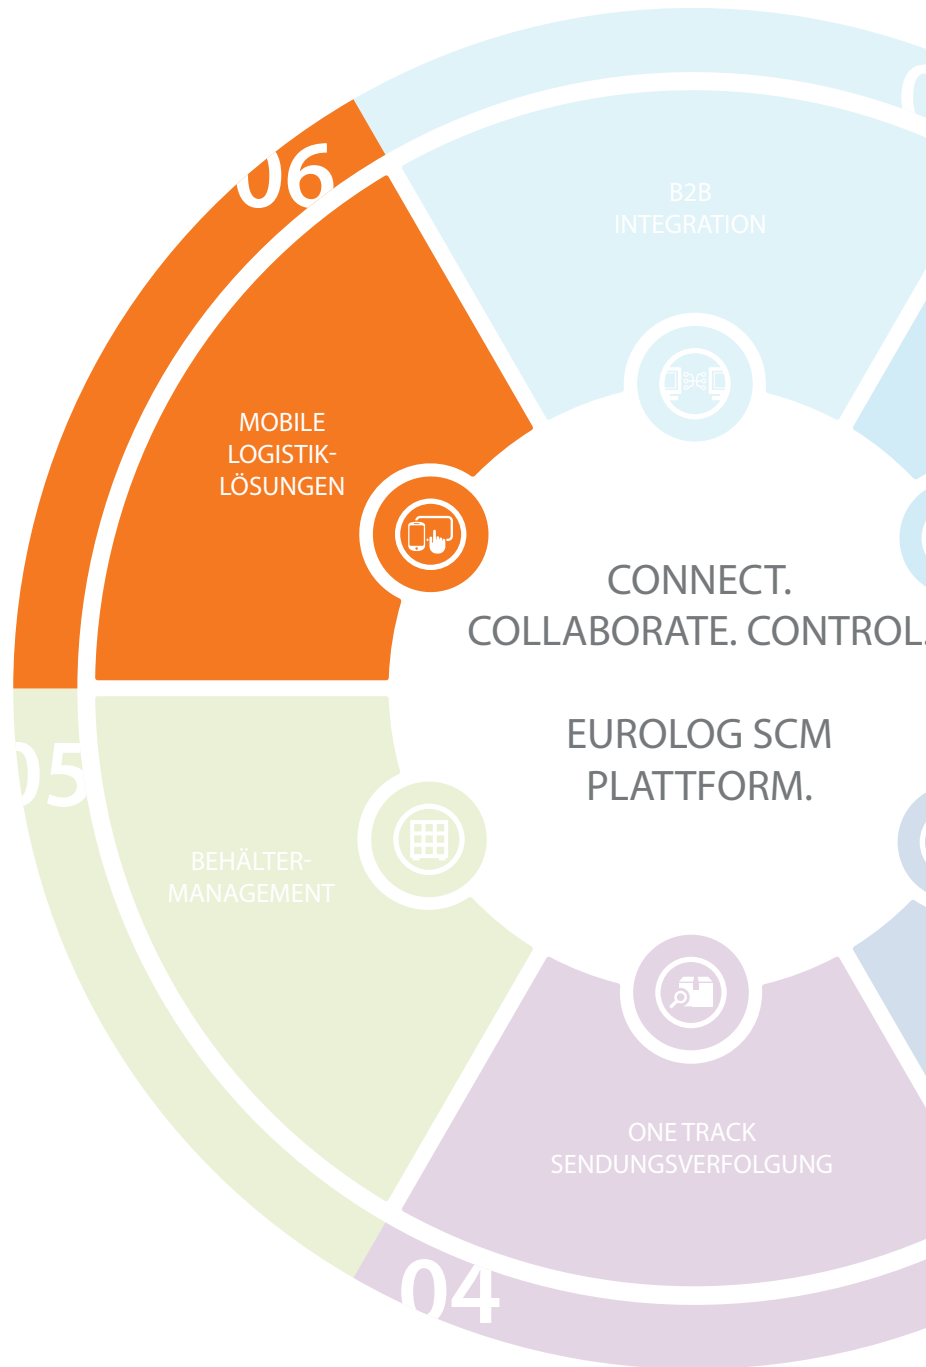 06
B2B
INTEGRATION
MOBILE
LOGISTIK-
LÖSUNGEN
CONNECT.
COLLABORATE. CONTROL.
EUROLOG SCM
PLATTFORM.
05
BEHÄLTER-
MANAGEMENT
ONE TRACK
SENDUNGSVERFOLGUNG
04